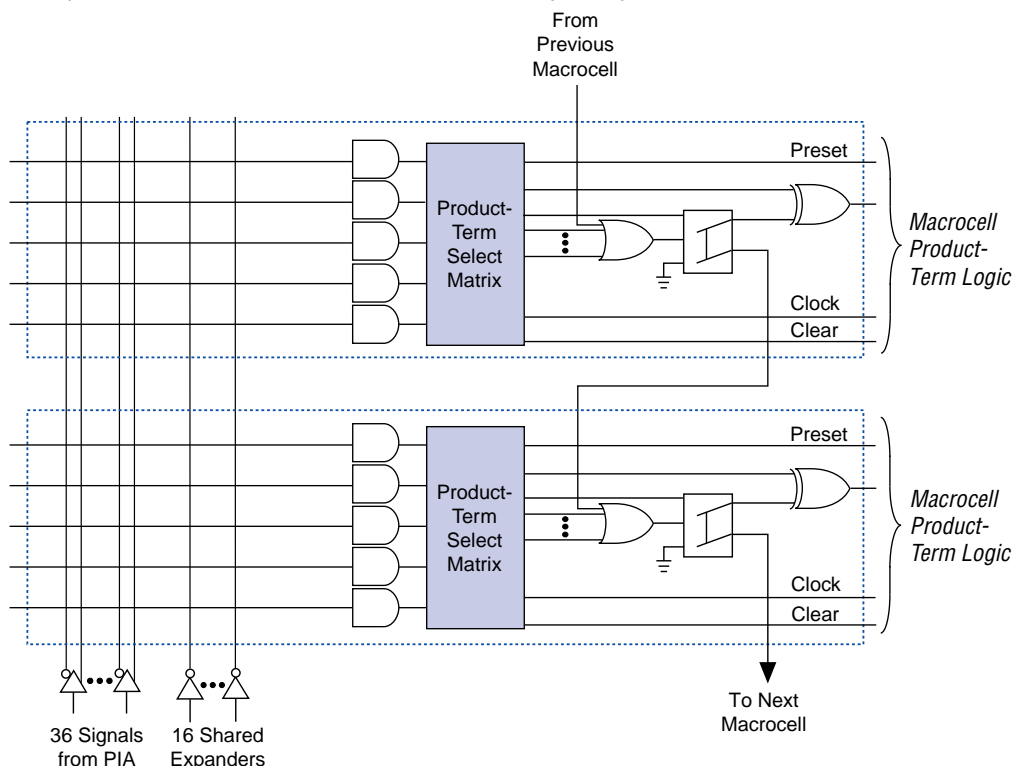 From
Previous
Macrocell
Preset
Product-
Term
Select
Matrix
Macrocell
Product-
Term Logic
Clock
Clear
Preset
Product-
Term
Select
Matrix
Macrocell
Product-
Term Logic
Clock
Clear
To Next
Macrocell
36 Signals
from PIA
16 Shared
Expanders